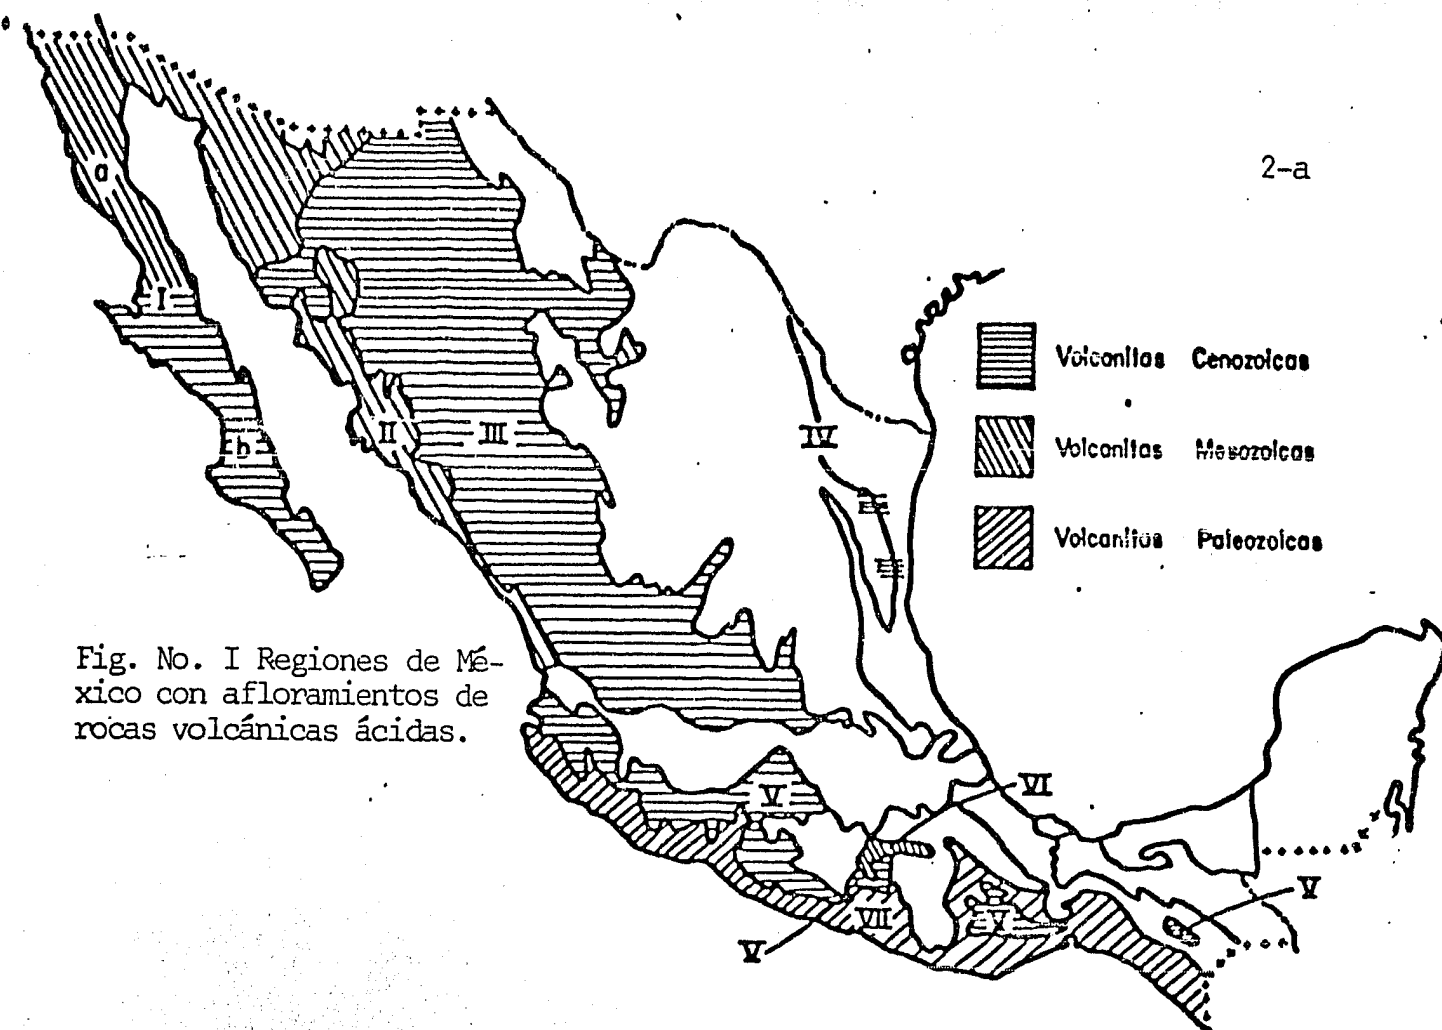 2-a
a
I
b
II
III
IV
Volcanitas Cenozoicas
Volcanitas Mesozoicas
Volcanitas Paleozoicas
Fig. No. I Regiones de Mé-
xico con afloramientos de
rocas volcánicas ácidas.
V
VI
VII
V
V
V